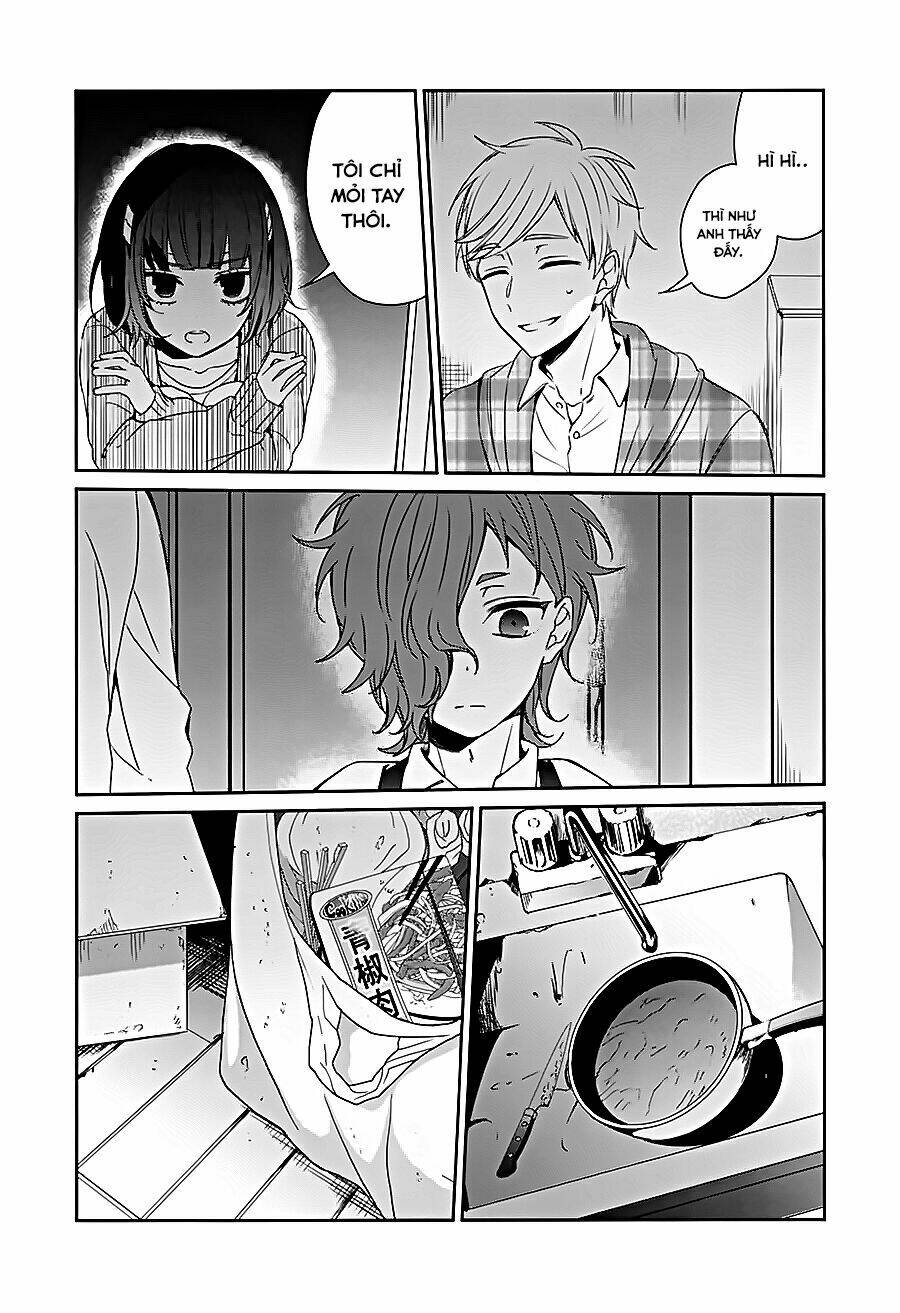 HÌ HÌ..
THÌ NHƯ
ANH THẤY
ĐẤY.
TÔI CHỈ
MỎI TAY
THÔI.
青椒肉